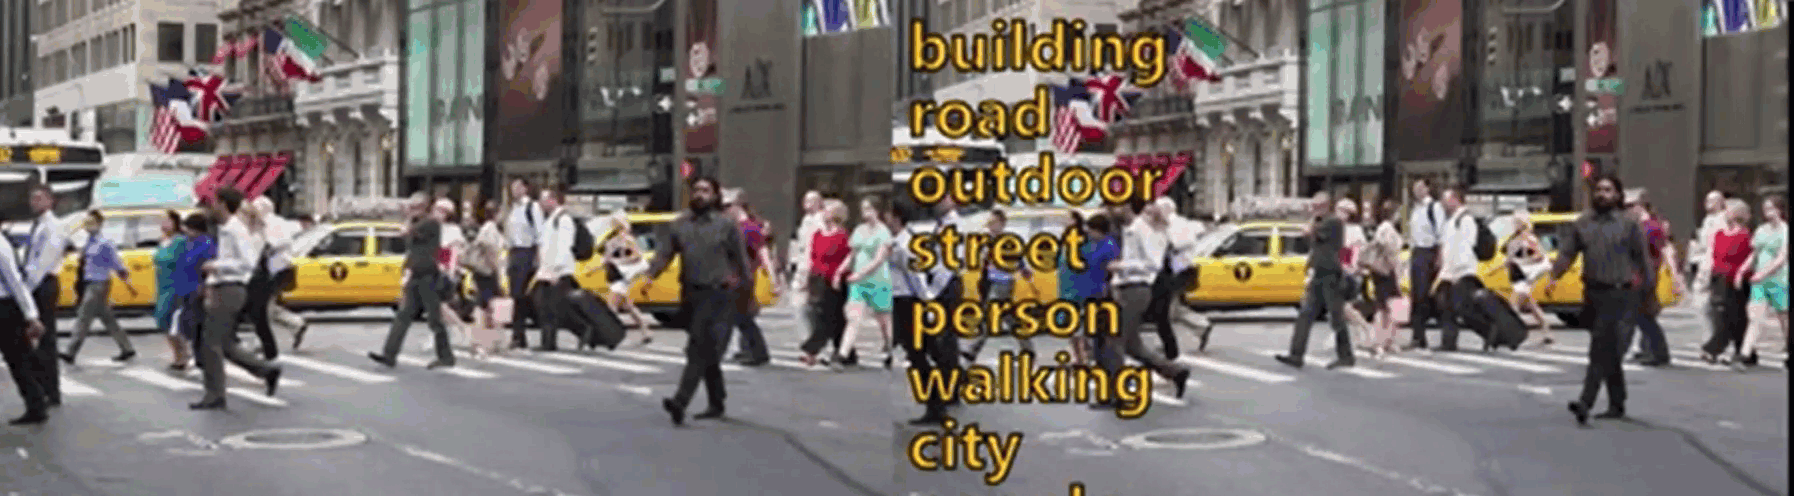 building
road
outdoor
street
person
walking
city